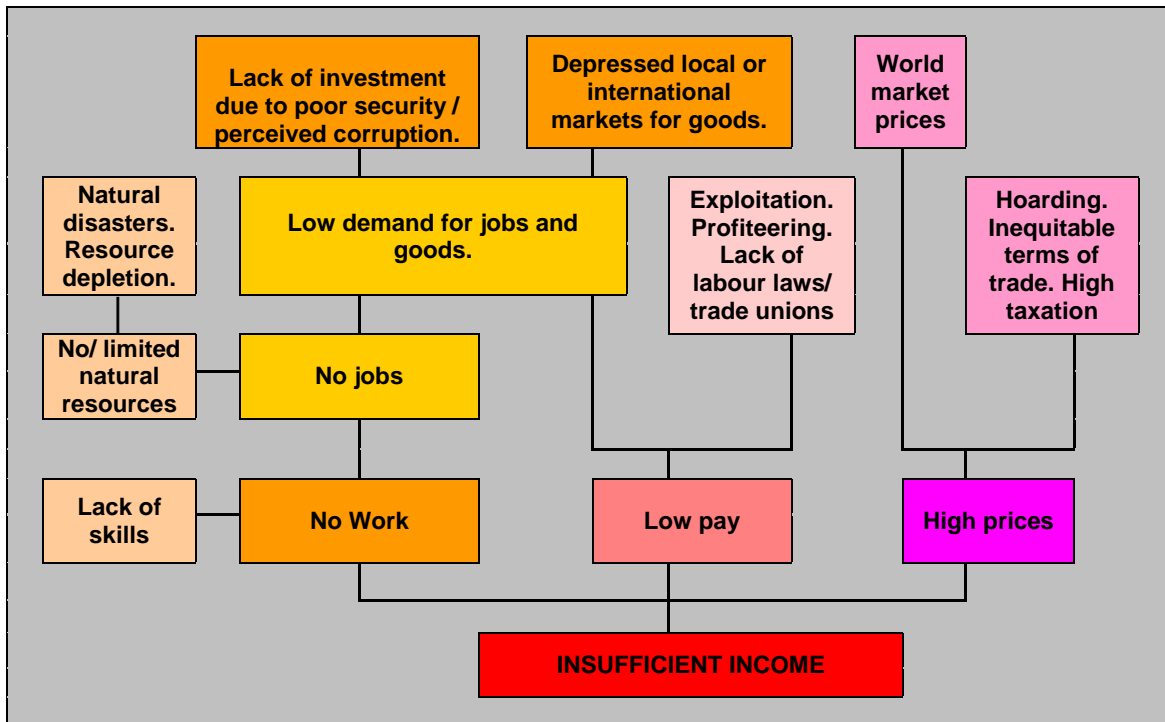 Lack of investment
due to poor security /
perceived corruption.
Depressed local or
international
markets for goods.
World
market
prices
Natural
disasters.
Resource
depletion.
Low demand for jobs and
goods.
Exploitation.
Profiteering.
Lack of
labour laws/
trade unions
Hoarding.
Inequitable
terms of
trade. High
taxation
No/ limited
natural
resources
No jobs
Lack of
skills
No Work
Low pay
High prices
INSUFFICIENT INCOME